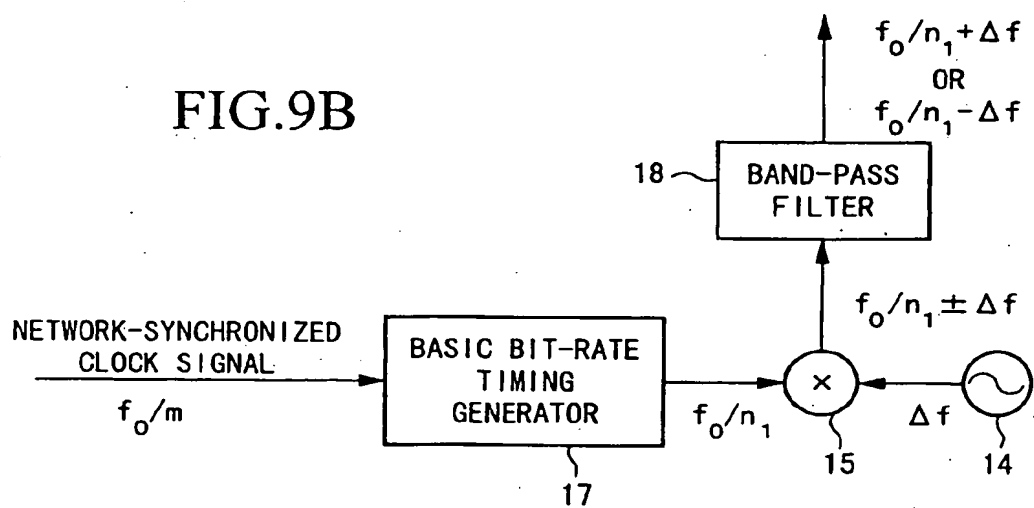 FIG.9B
f₀/n₁+Δf
OR
f₀/n₁-Δf
18
BAND-PASS
FILTER
f₀/n₁±Δf
NETWORK-SYNCHRONIZED
CLOCK SIGNAL
f₀/m
BASIC BIT-RATE
TIMING
GENERATOR
17
f₀/n₁
×
15
Δf
14